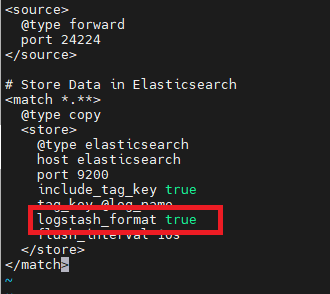 <source>
@type forward
port 24224
</source>
# Store Data in Elasticsearch
<match *.**>
@type copy
<store>
@type elasticsearch
host elasticsearch
port 9200
include_tag_key true
tag_key @log_name
logstash_format true
flush_interval 10s
</store>
</match>
~
~